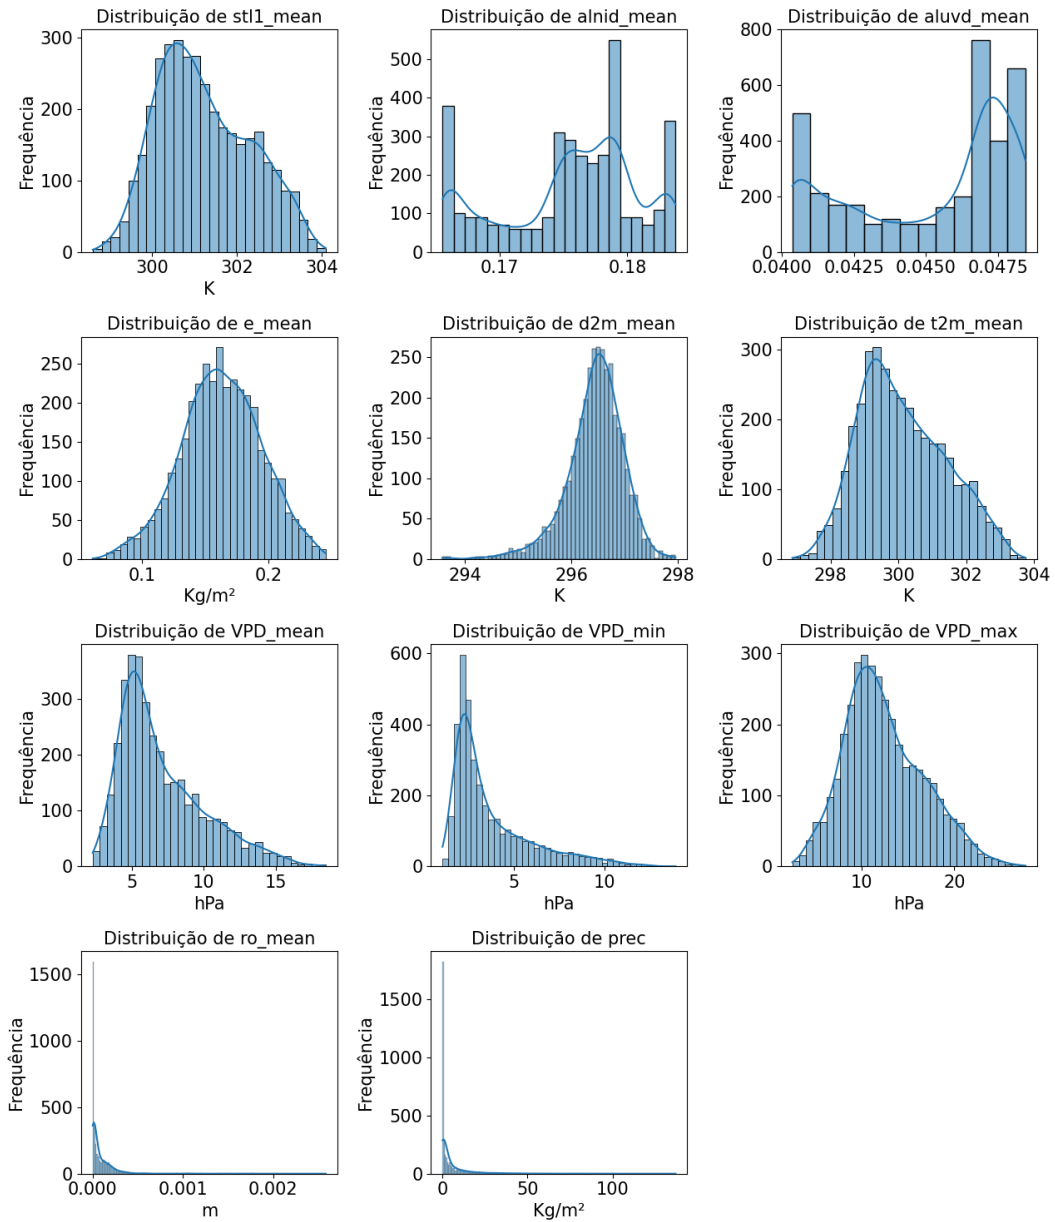 Distribuição de stl1_mean
Frequência
300
200
100
0
300
302
304
K
Distribuição de alnid_mean
Frequência
500
400
300
200
100
0
0.17
0.18
Distribuição de aluvd_mean
Frequência
800
600
400
200
0
0.0400
0.0425
0.0450
0.0475
Distribuição de e_mean
Frequência
250
200
150
100
50
0
0.1
0.2
Kg/m²
Distribuição de d2m_mean
Frequência
250
200
150
100
50
0
294
296
298
K
Distribuição de t2m_mean
Frequência
300
200
100
0
298
300
302
304
K
Distribuição de VPD_mean
Frequência
300
200
100
0
5
10
15
hPa
Distribuição de VPD_min
Frequência
600
400
200
0
5
10
hPa
Distribuição de VPD_max
Frequência
300
200
100
0
10
20
hPa
Distribuição de ro_mean
Frequência
1500
1000
500
0
0.000
0.001
0.002
m
Distribuição de prec
Frequência
1500
1000
500
0
0
100
Kg/m²